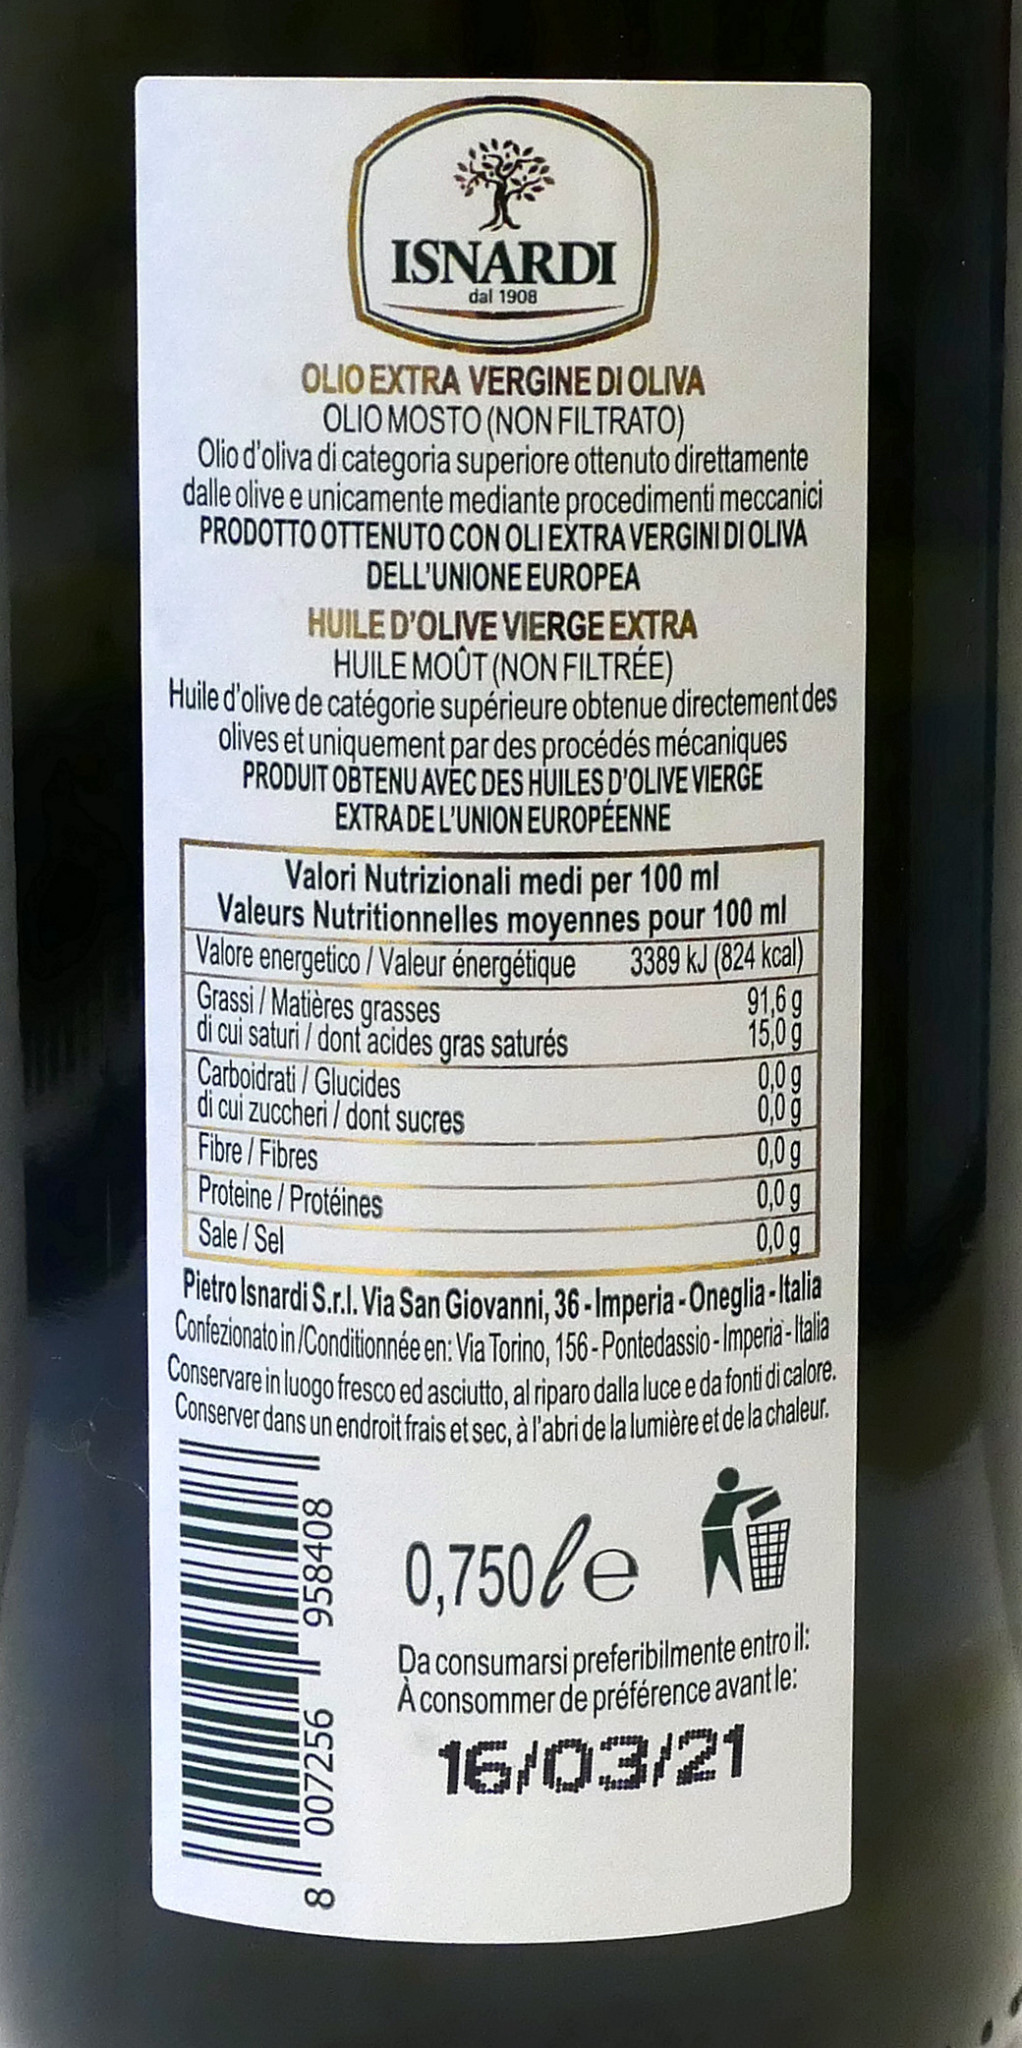 ISNARDI
dal 1908
OLIO EXTRA VERGINE DI OLIVA
OLIO MOSTO (NON FILTRATO)
Olio d'oliva di categoria superiore ottenuto direttamente
dalle olive e unicamente mediante procedimenti meccanici
PRODOTTO OTTENUTO CON OLI EXTRA VERGINI DI OLIVA
DELL'UNIONE EUROPEA
HUILE D'OLIVE VIERGE EXTRA
HUILE MOÛT (NON FILTRÉE)
Huile d'olive de catégorie supérieure obtenue directement des
olives et uniquement par des procédés mécaniques
PRODUIT OBTENU AVEC DES HUILES D'OLIVE VIERGE
EXTRA DE L'UNION EUROPÉENNE
Valori Nutrizionali medi per 100 ml
Valeurs Nutritionnelles moyennes pour 100 ml
Valore energetico / Valeur énergétique 3389 kJ (824 kcal)
Grassi / Matières grasses 91,6 g
di cui saturi / dont acides gras saturés 15,0 g
Carboidrati / Glucides 0,0 g
di cui zuccheri / dont sucres 0,0 g
Fibre / Fibres 0,0 g
Proteine / Protéines 0,0 g
Sale / Sel 0,0 g
Pietro Isnardi S.r.l. Via San Giovanni, 36 - Imperia - Oneglia - Italia
Confezionato in /Conditionnée en: Via Torino, 156 - Pontedassio - Imperia - Italia
Conservare in luogo fresco ed asciutto, al riparo dalla luce e da fonti di calore.
Conserver dans un endroit frais et sec, à l'abri de la lumière et de la chaleur.
8 007256 958408
0,750 l e
Da consumarsi preferibilmente entro il:
À consommer de préférence avant le:
16/03/21